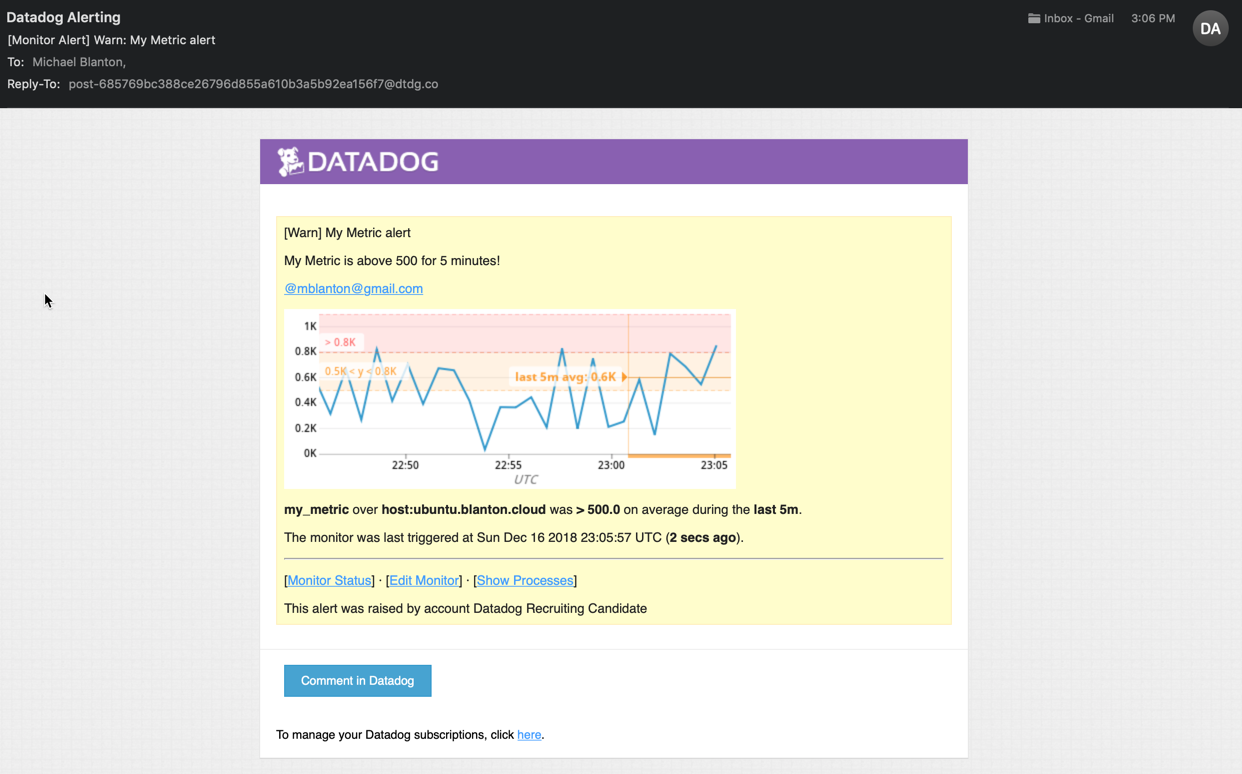 Datadog Alerting
Inbox - Gmail 3:06 PM
DA
[Monitor Alert] Warn: My Metric alert
To: Michael Blanton,
Reply-To: post-685769bc388ce26796d855a610b3a5b92ea156f7@dtdg.co
DATADOG
[Warn] My Metric alert
My Metric is above 500 for 5 minutes!
@mblanton@gmail.com
1K
> 0.8K
0.8K
0.5K < y < 0.8K
0.6K
last 5m avg: 0.6K
0.4K
0.2K
0K
22:50 22:55 23:00 23:05
UTC
my_metric over host:ubuntu.blanton.cloud was > 500.0 on average during the last 5m.
The monitor was last triggered at Sun Dec 16 2018 23:05:57 UTC (2 secs ago).
[Monitor Status] · [Edit Monitor] · [Show Processes]
This alert was raised by account Datadog Recruiting Candidate
Comment in Datadog
To manage your Datadog subscriptions, click here.